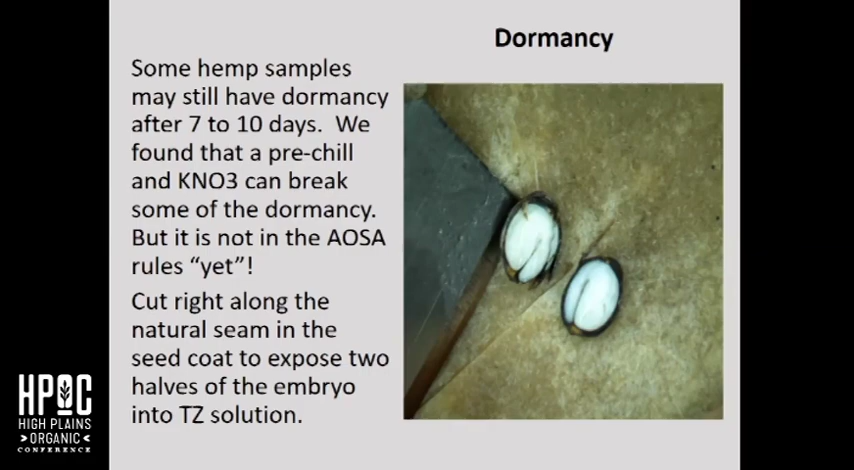 Dormancy
Some hemp samples
may still have dormancy
after 7 to 10 days.  We
found that a pre-chill
and KNO3 can break
some of the dormancy.
But it is not in the AOSA
rules “yet”!
Cut right along the
natural seam in the
seed coat to expose two
halves of the embryo
into TZ solution.
HPOC
HIGH PLAINS
>ORGANIC<
CONFERENCE